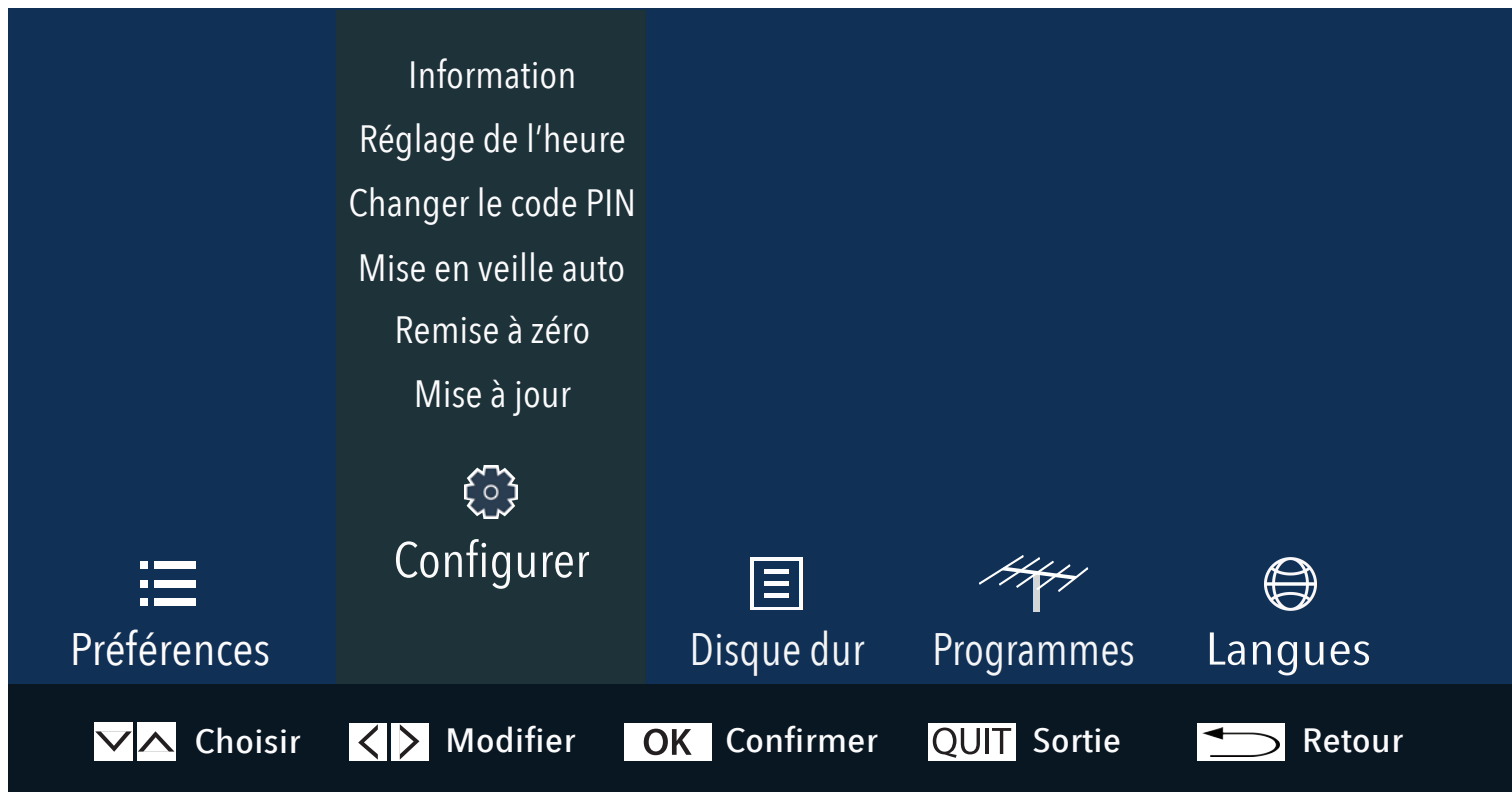 Information
Réglage de l’heure
Changer le code PIN
Mise en veille auto
Remise à zéro
Mise à jour
Configurer
Préférences
Disque dur
Programmes
Langues
Choisir Modifier OK Confirmer QUIT Sortie Retour